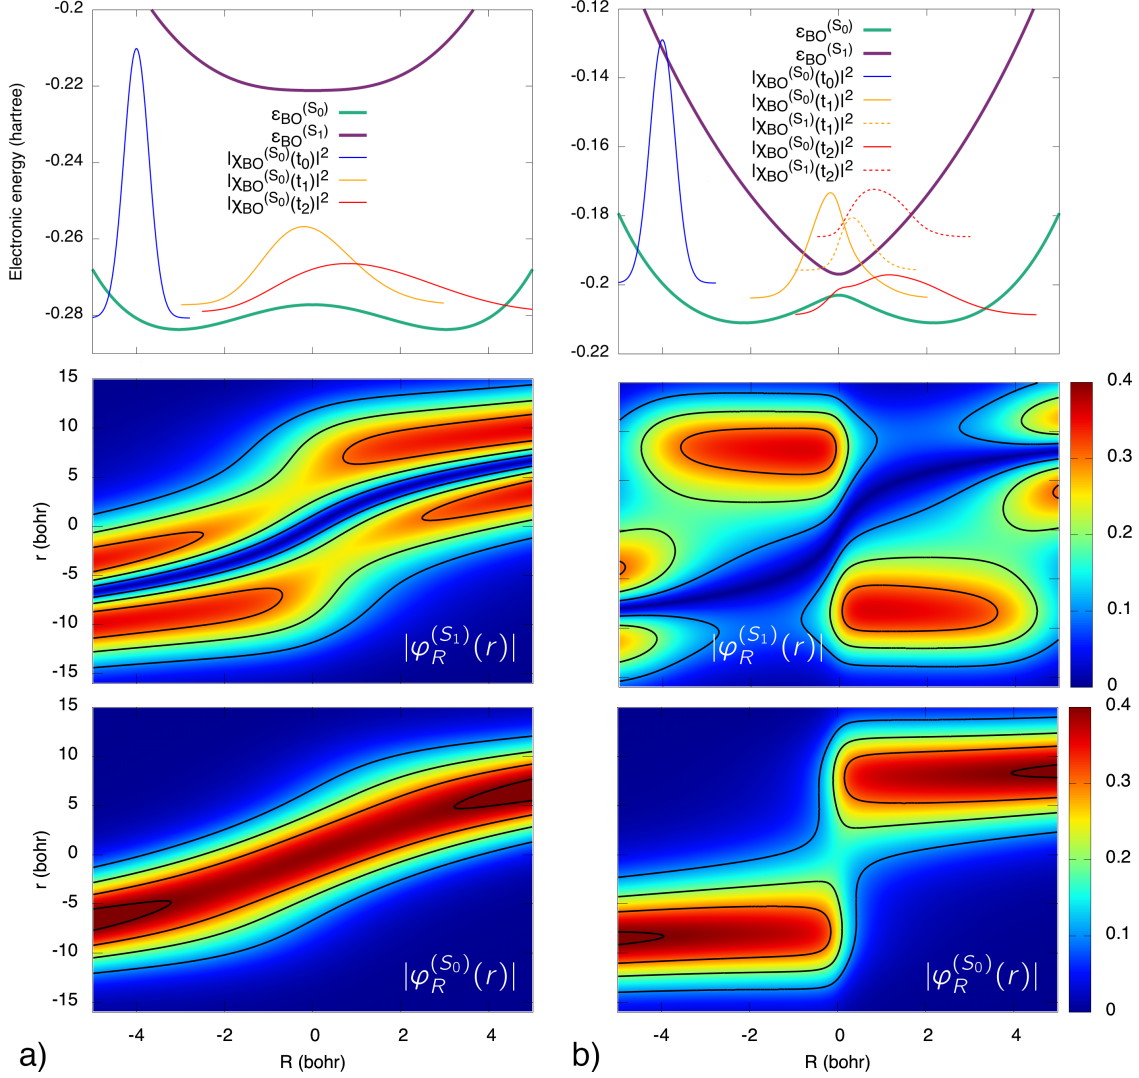 -0.2
-0.22
-0.24
-0.26
-0.28
Electronic energy (hartree)
εBO(S0)
εBO(S1)
|χBO(S0)(t0)|2
|χBO(S0)(t1)|2
|χBO(S0)(t2)|2
-0.12
-0.14
-0.16
-0.18
-0.2
-0.22
εBO(S0)
εBO(S1)
|χBO(S0)(t0)|2
|χBO(S0)(t1)|2
|χBO(S1)(t1)|2
|χBO(S0)(t2)|2
|χBO(S1)(t2)|2
15
10
5
0
-5
-10
-15
r (bohr)
|φR(S1)(r)|
|φR(S1)(r)|
0.4
0.3
0.2
0.1
0
15
10
5
0
-5
-10
-15
r (bohr)
|φR(S0)(r)|
|φR(S0)(r)|
0.4
0.3
0.2
0.1
0
-4
-2
0
2
4
R (bohr)
-4
-2
0
2
4
R (bohr)
a)
b)